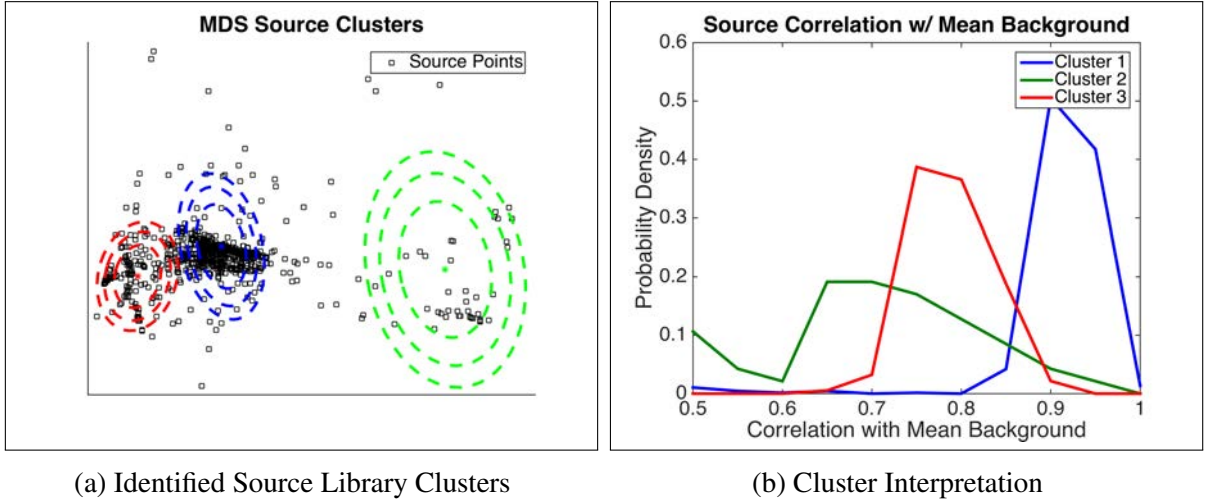 MDS Source Clusters
Source Points
(a) Identified Source Library Clusters
Source Correlation w/ Mean Background
Cluster 1
Cluster 2
Cluster 3
Probability Density
0.6
0.5
0.4
0.3
0.2
0.1
0
0.5 0.6 0.7 0.8 0.9 1
Correlation with Mean Background
(b) Cluster Interpretation